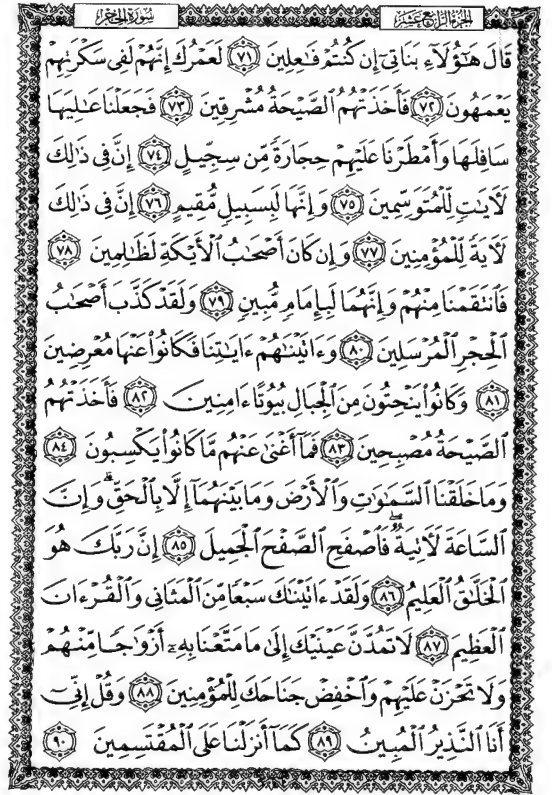 الجزء الرابع عشر
سورة الحجر
قَالَ هَٰٓؤُلَآءِ بَنَاتِىٓ إِن كُنتُمْ فَٰعِلِينَ ﴿٧١﴾ لَعَمْرُكَ إِنَّهُمْ لَفِى سَكْرَتِهِمْ
يَعْمَهُونَ ﴿٧٢﴾ فَأَخَذَتْهُمُ ٱلصَّيْحَةُ مُشْرِقِينَ ﴿٧٣﴾ فَجَعَلْنَا عَٰلِيَهَا
سَافِلَهَا وَأَمْطَرْنَا عَلَيْهِمْ حِجَارَةً مِّن سِجِّيلٍ ﴿٧٤﴾ إِنَّ فِى ذَٰلِكَ
لَءَايَٰتٍ لِّلْمُتَوَسِّمِينَ ﴿٧٥﴾ وَإِنَّهَا لَبِسَبِيلٍ مُّقِيمٍ ﴿٧٦﴾ إِنَّ فِى ذَٰلِكَ
لَءَايَةً لِّلْمُؤْمِنِينَ ﴿٧٧﴾ وَإِن كَانَ أَصْحَٰبُ ٱلْأَيْكَةِ لَظَٰلِمِينَ ﴿٧٨﴾
فَٱنتَقَمْنَا مِنْهُمْ وَإِنَّهُمَا لَبِإِمَامٍ مُّبِينٍ ﴿٧٩﴾ وَلَقَدْ كَذَّبَ أَصْحَٰبُ
ٱلْحِجْرِ ٱلْمُرْسَلِينَ ﴿٨٠﴾ وَءَاتَيْنَٰهُمْ ءَايَٰتِنَا فَكَانُوا۟ عَنْهَا مُعْرِضِينَ
﴿٨١﴾ وَكَانُوا۟ يَنْحِتُونَ مِنَ ٱلْجِبَالِ بُيُوتًا ءَامِنِينَ ﴿٨٢﴾ فَأَخَذَتْهُمُ
ٱلصَّيْحَةُ مُصْبِحِينَ ﴿٨٣﴾ فَمَآ أَغْنَىٰ عَنْهُم مَّا كَانُوا۟ يَكْسِبُونَ ﴿٨٤﴾
وَمَا خَلَقْنَا ٱلسَّمَٰوَٰتِ وَٱلْأَرْضَ وَمَا بَيْنَهُمَآ إِلَّا بِٱلْحَقِّ ۗ وَإِنَّ
ٱلسَّاعَةَ لَءَاتِيَةٌ ۖ فَٱصْفَحِ ٱلصَّفْحَ ٱلْجَمِيلَ ﴿٨٥﴾ إِنَّ رَبَّكَ هُوَ
ٱلْخَلَّٰقُ ٱلْعَلِيمُ ﴿٨٦﴾ وَلَقَدْ ءَاتَيْنَٰكَ سَبْعًا مِّنَ ٱلْمَثَانِى وَٱلْقُرْءَانَ
ٱلْعَظِيمَ ﴿٨٧﴾ لَا تَمُدَّنَّ عَيْنَيْكَ إِلَىٰ مَا مَتَّعْنَا بِهِۦٓ أَزْوَٰجًا مِّنْهُمْ
وَلَا تَحْزَنْ عَلَيْهِمْ وَٱخْفِضْ جَنَاحَكَ لِلْمُؤْمِنِينَ ﴿٨٨﴾ وَقُلْ إِنِّىٓ
أَنَا ٱلنَّذِيرُ ٱلْمُبِينُ ﴿٨٩﴾ كَمَآ أَنزَلْنَا عَلَى ٱلْمُقْتَسِمِينَ ﴿٩٠﴾